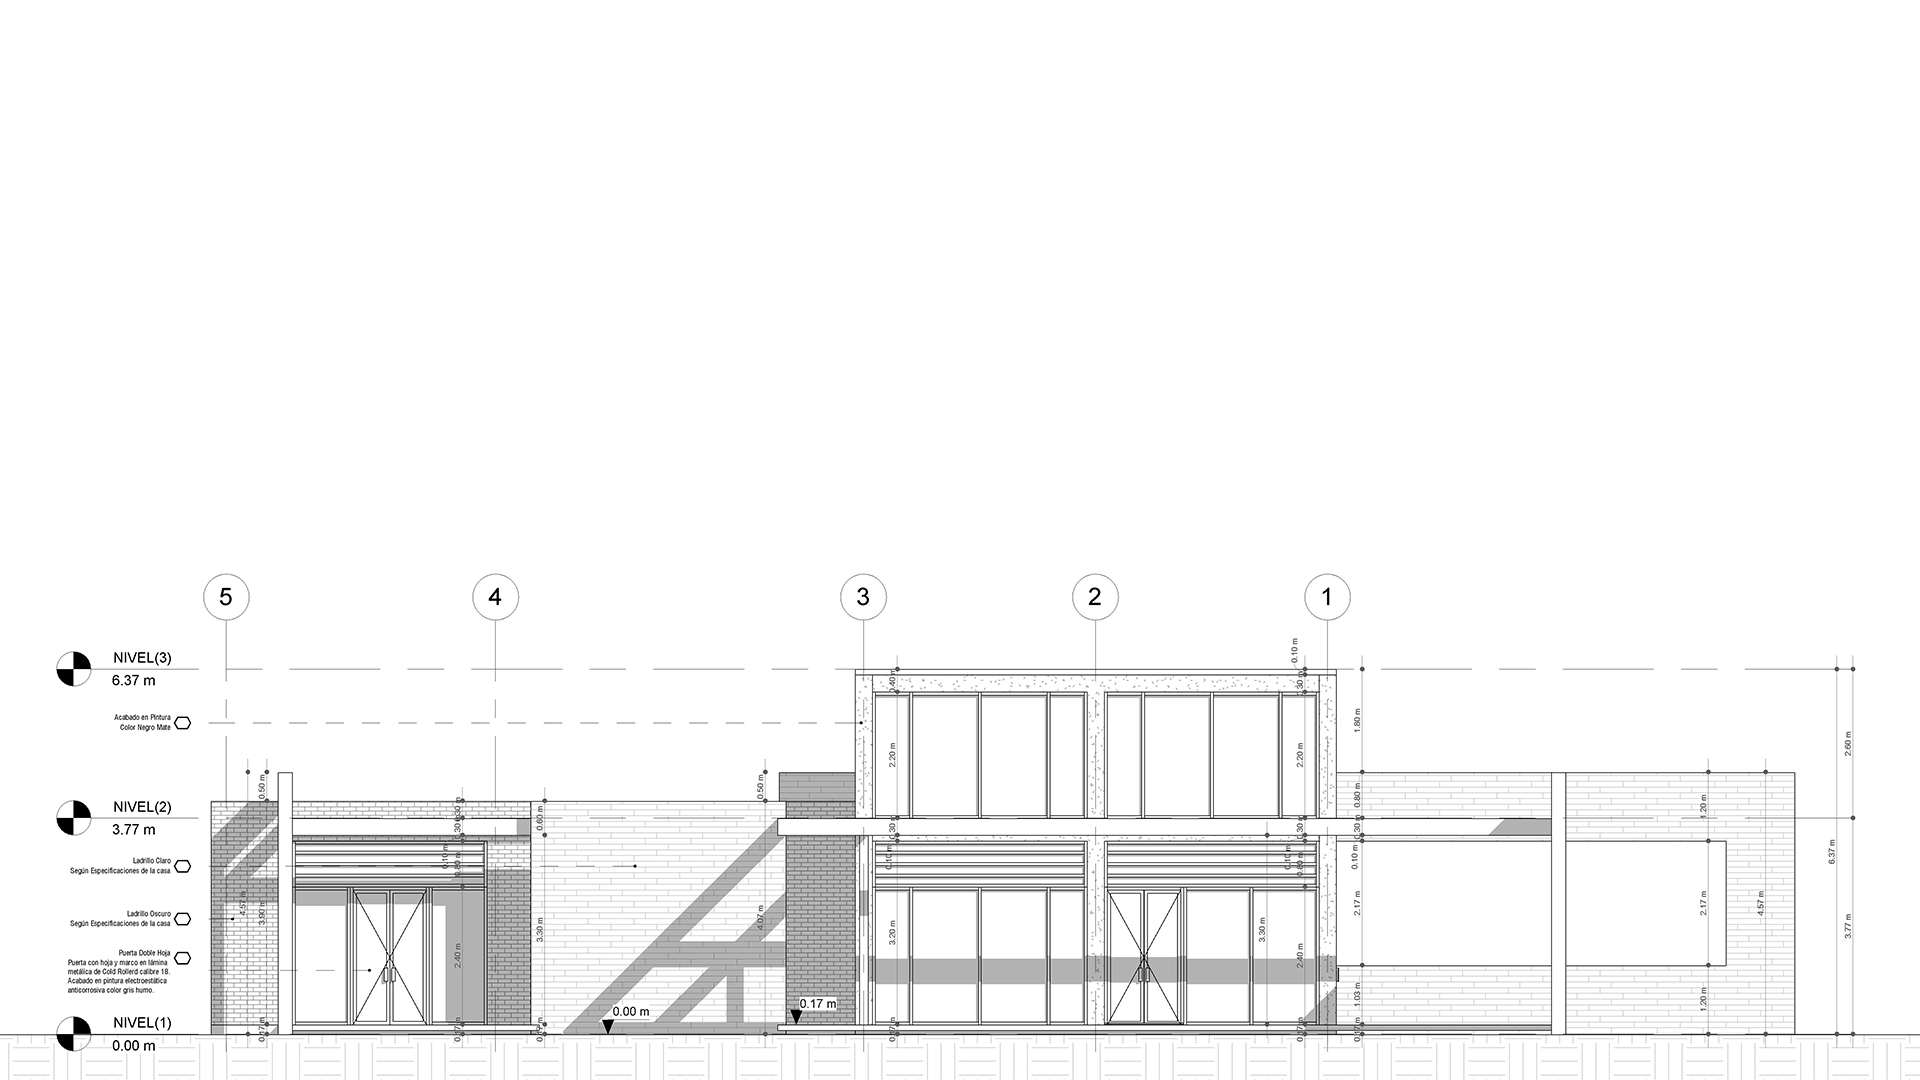 5
4
3
2
1
NIVEL(3)
6.37 m
Acabado en Pintura
Color Negro Mate
NIVEL(2)
3.77 m
Ladrillo Claro
Según Especificaciones de la casa
Ladrillo Oscuro
Según Especificaciones de la casa
Puerta Doble Hoja
Puerta con hoja y marco en lámina
metálica de Cold Rollerd calibre 18.
Acabado en pintura electroestática
anticorrosiva color gris humo.
NIVEL(1)
0.00 m
0.50 m
4.57 m
3.90 m
0.17 m
0.30 m
0.30 m
0.10 m
0.80 m
2.40 m
0.17 m
0.60 m
3.30 m
0.17 m
0.00 m
0.50 m
4.07 m
0.17 m
0.40 m
2.20 m
0.30 m
0.10 m
3.20 m
0.17 m
0.10 m
0.30 m
2.20 m
0.30 m
0.10 m
0.80 m
3.30 m
2.40 m
1.80 m
0.80 m
0.30 m
0.10 m
2.17 m
1.03 m
0.17 m
1.20 m
2.17 m
1.20 m
4.57 m
6.37 m
2.60 m
3.77 m